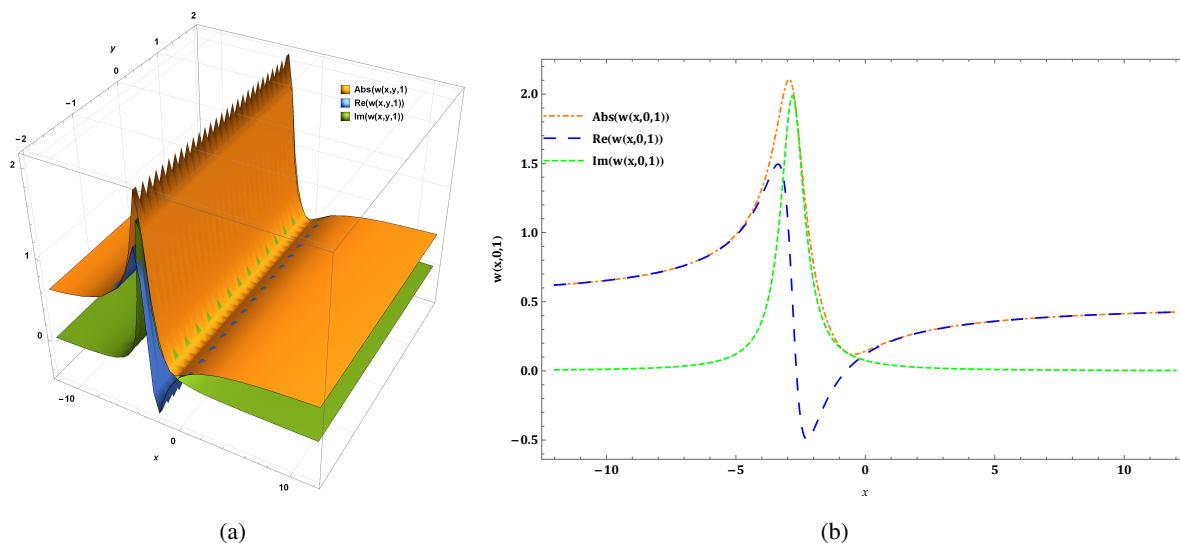 2
1
y
0
−1
−2
2
1
0
−10
0
x
10
Abs(w(x,y,1)
Re(w(x,y,1))
Im(w(x,y,1))
(a)
2.0
1.5
1.0
0.5
0.0
−0.5
w(x,0,1)
Abs(w(x,0,1))
Re(w(x,0,1))
Im(w(x,0,1))
−10
−5
0
5
10
x
(b)